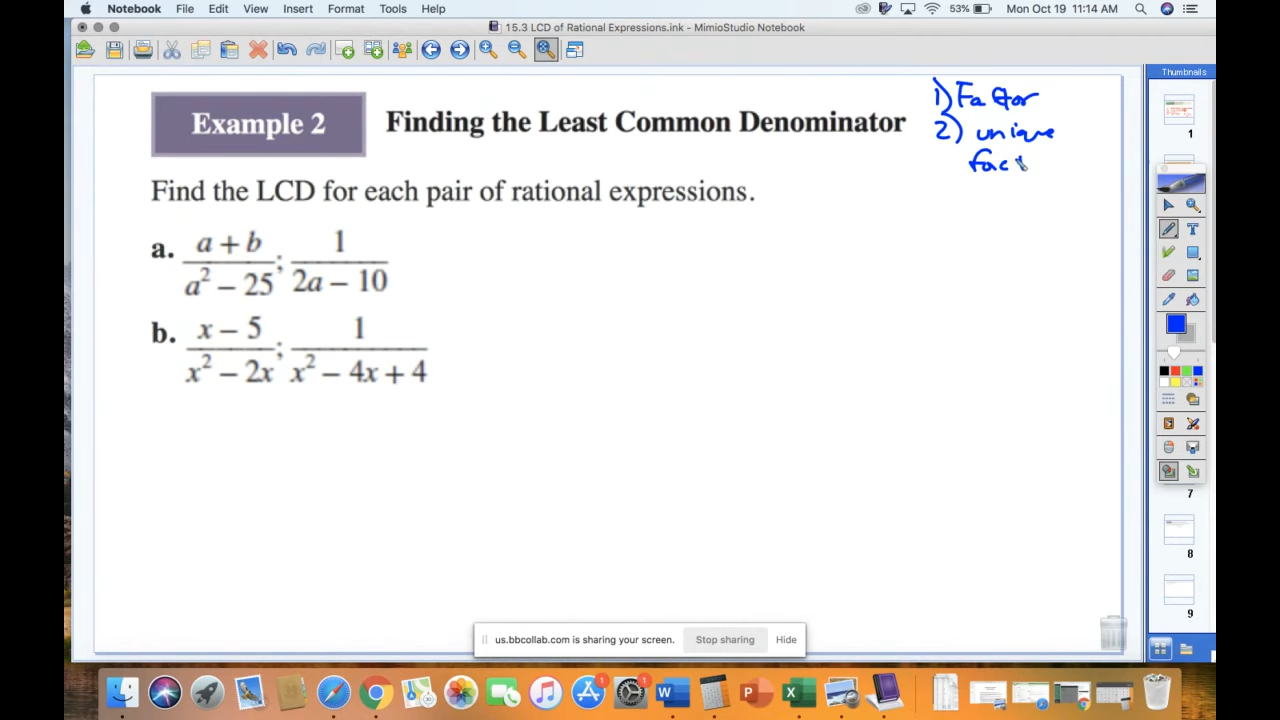 Notebook File Edit View Insert Format Tools Help 53% Mon Oct 19 11:14 AM
15.3 LCD of Rational Expressions.ink - MimioStudio Notebook
Thumbnails
Example 2 Finding the Least Common Denominator
1) Factor
2) unique
fact
Find the LCD for each pair of rational expressions.
a. (a + b)/(a² − 25); 1/(2a − 10)
b. (x − 5)/(x² − 2x); 1/(x² − 4x + 4)
1
T
7
8
9
us.bbcollab.com is sharing your screen. Stop sharing Hide
1
1
W
P
X